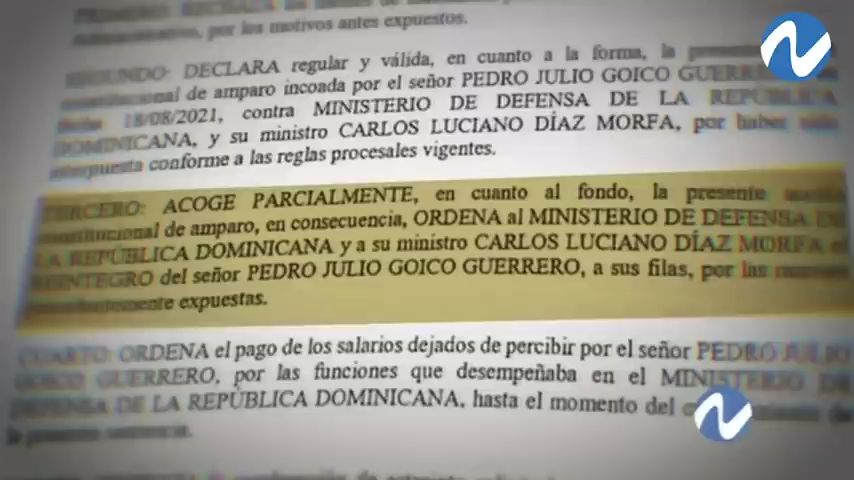 PRIMERO: RECHAZA
por los motivos antes expuestos.
SEGUNDO: DECLARA regular y válida, en cuanto a la forma, la presente
constitucional de amparo incoada por el señor PEDRO JULIO GOICO GUERRERO
fecha 18/08/2021, contra MINISTERIO DE DEFENSA DE LA REPÚBLICA
DOMINICANA, y su ministro CARLOS LUCIANO DÍAZ MORFA, por haber sido
interpuesta conforme a las reglas procesales vigentes.
TERCERO: ACOGE PARCIALMENTE, en cuanto al fondo, la presente acción
constitucional de amparo, en consecuencia, ORDENA al MINISTERIO DE DEFENSA DE
LA REPÚBLICA DOMINICANA y a su ministro CARLOS LUCIANO DÍAZ MORFA el
REINTEGRO del señor PEDRO JULIO GOICO GUERRERO, a sus filas, por las razones
precedentemente expuestas.
CUARTO: ORDENA el pago de los salarios dejados de percibir por el señor PEDRO JULIO
GOICO GUERRERO, por las funciones que desempeñaba en el MINISTERIO DE
DEFENSA DE LA REPÚBLICA DOMINICANA, hasta el momento del
la presente sentencia.